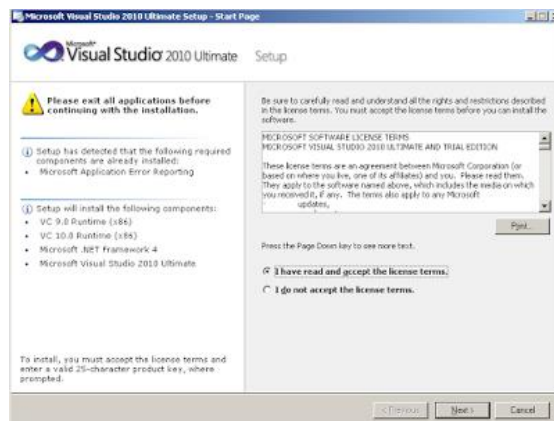 Microsoft Visual Studio 2010 Ultimate Setup - Start Page
Microsoft
Visual Studio 2010 Ultimate
Setup
Please exit all applications before
continuing with the installation.
Setup has detected that the following required
components are already installed:
• Microsoft Application Error Reporting
Setup will install the following components:
• VC 9.0 Runtime (x86)
• VC 10.0 Runtime (x86)
• Microsoft .NET Framework 4
• Microsoft Visual Studio 2010 Ultimate
To install, you must accept the license terms and
enter a valid 25-character product key, where
prompted.
Be sure to carefully read and understand all the rights and restrictions described
in the license terms. You must accept the license terms before you can install the
software.
MICROSOFT SOFTWARE LICENSE TERMS
MICROSOFT VISUAL STUDIO 2010 ULTIMATE AND TRIAL EDITION
These license terms are an agreement between Microsoft Corporation (or
based on where you live, one of its affiliates) and you. Please read them.
They apply to the software named above, which includes the media on which
you received it, if any. The terms also apply to any Microsoft
· updates,
Print...
Press the Page Down key to see more text.
I have read and accept the license terms.
I do not accept the license terms.
< Previous
Next >
Cancel